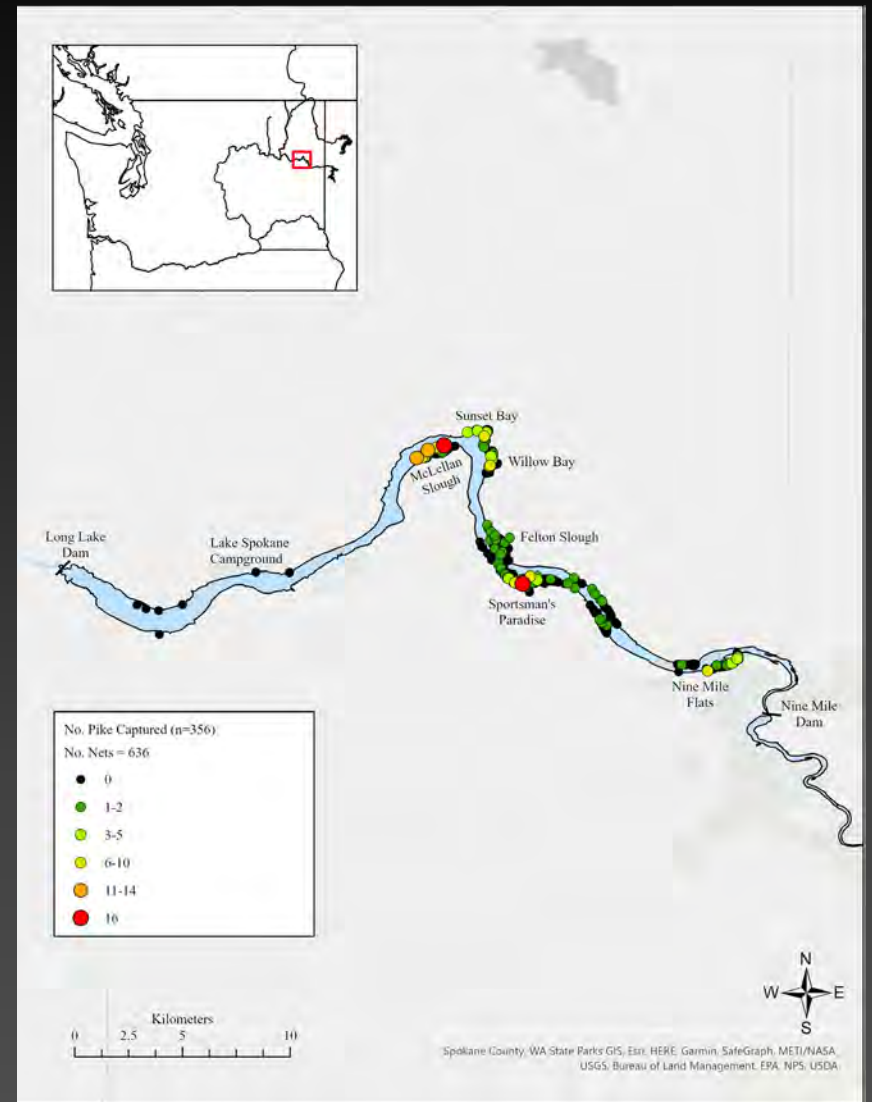 Sunset Bay
McLellan
Slough
Willow Bay
Long Lake
Dam
Lake Spokane
Campground
Felton Slough
Sportsman's
Paradise
Nine Mile
Flats
Nine Mile
Dam
No. Pike Captured (n=356)
No. Nets = 636
0
1-2
3-5
6-10
11-14
16
Kilometers
0 2.5 5 10
N
W E
S
Spokane County, WA State Parks GIS, Esri, HERE, Garmin, SafeGraph, METI/NASA,
USGS, Bureau of Land Management, EPA, NPS, USDA